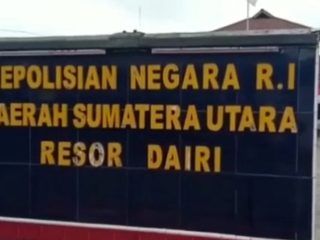 EPOLISIAN NEGARA R.I
AERAH SUMATERA UTARA
RESOR DAIRI